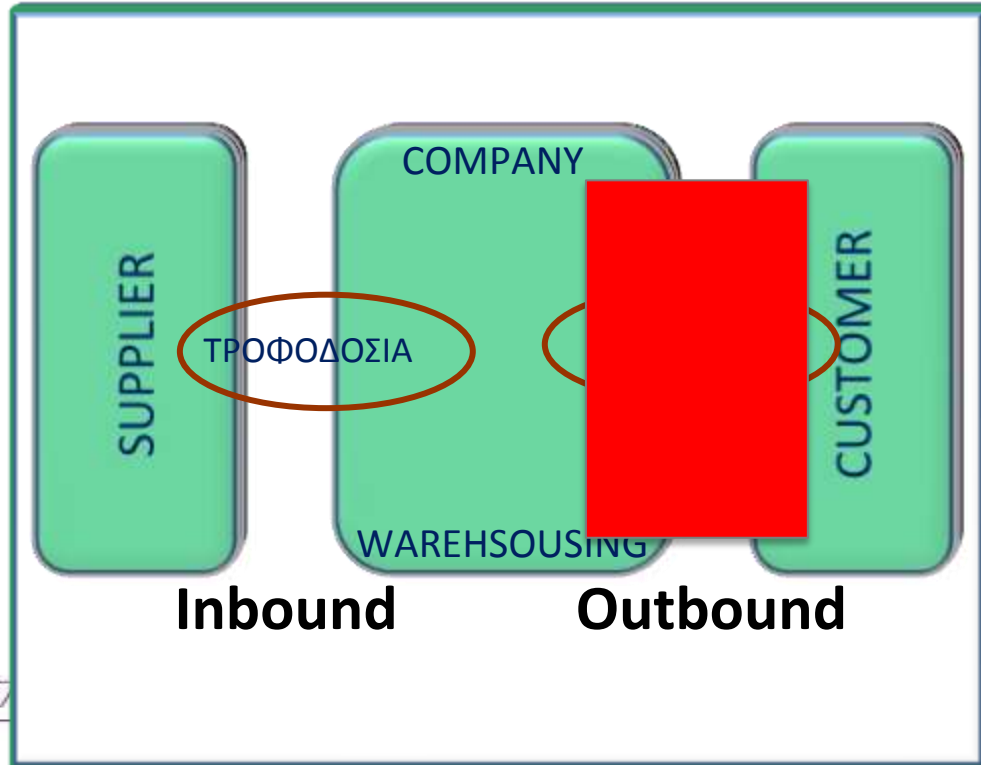 COMPANY
SUPPLIER
ΤΡΟΦΟΔΟΣΙΑ
CUSTOMER
WAREHSOUSING
Inbound
Outbound